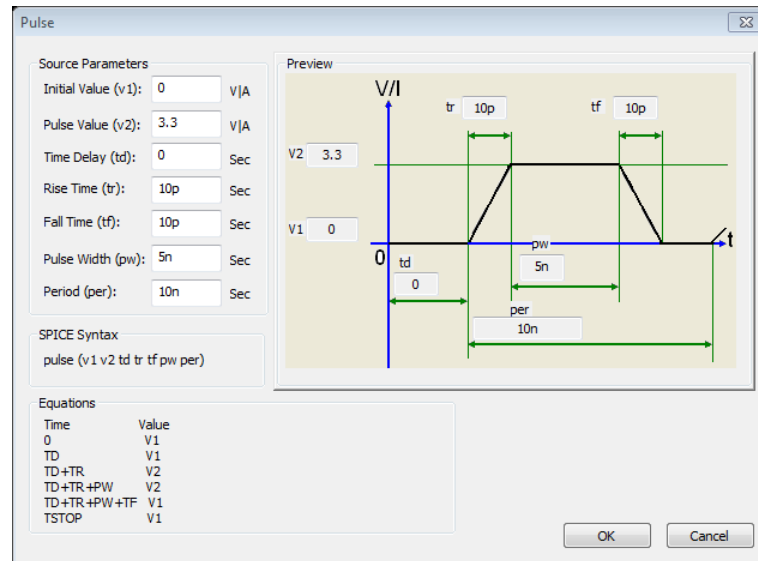 Pulse
Source Parameters
Initial Value (v1): 0 V|A
Pulse Value (v2): 3.3 V|A
Time Delay (td): 0 Sec
Rise Time (tr): 10p Sec
Fall Time (tf): 10p Sec
Pulse Width (pw): 5n Sec
Period (per): 10n Sec
SPICE Syntax
pulse (v1 v2 td tr tf pw per)
Preview
V/I
tr 10p tf 10p
V2 3.3
V1 0
0 td pw t
0 5n
per
10n
Equations
Time Value
0 V1
TD V1
TD+TR V2
TD+TR+PW V2
TD+TR+PW+TF V1
TSTOP V1
OK Cancel